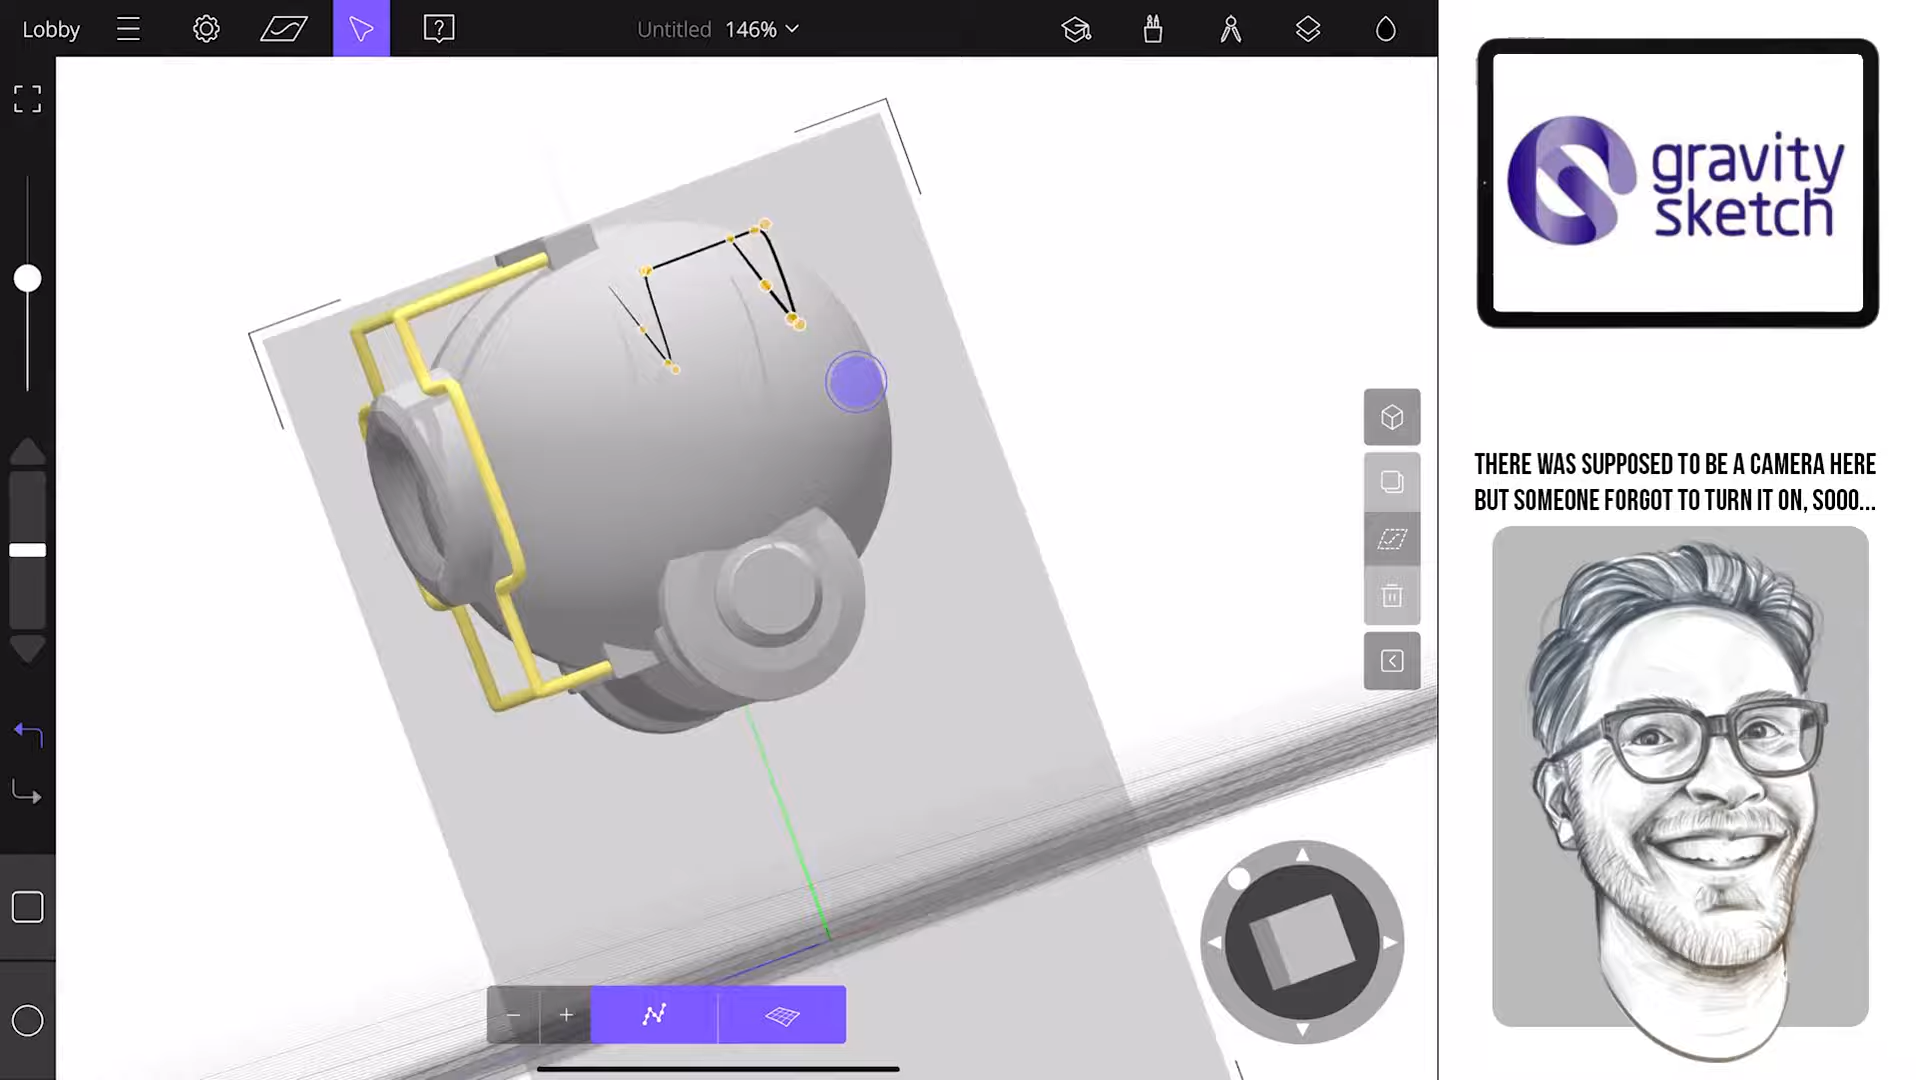 Lobby
Untitled 146%
gravity
sketch
THERE WAS SUPPOSED TO BE A CAMERA HERE
BUT SOMEONE FORGOT TO TURN IT ON, SOOO...